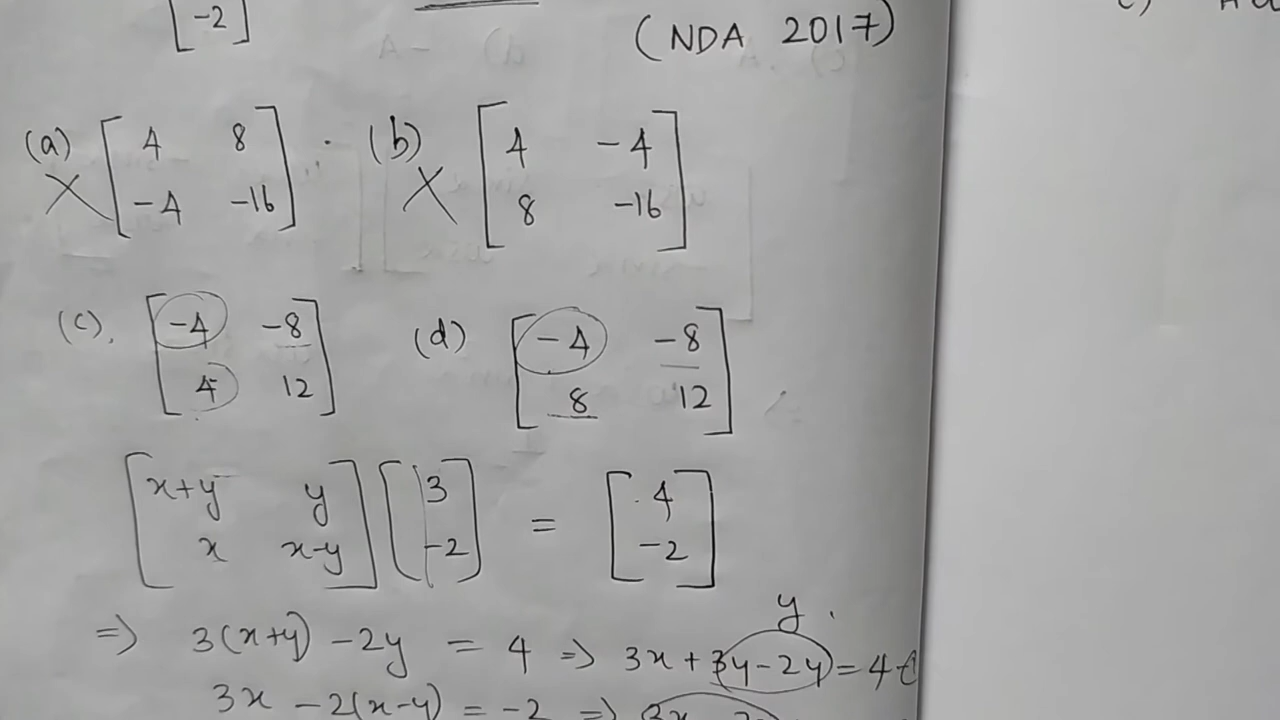 [-2]
(NDA 2017)
c)
(a) [4 8 . (b) [4 -4
-4 -16] 8 -16]
(c). [-4 -8 (d) [-4 -8
4 12] 8 12]
[x+y y [3 = [4
x x-y] -2] -2]
y.
=> 3(x+y) -2y = 4 => 3x + 3y-2y = 4
3x -2(x-y) = -2 =>